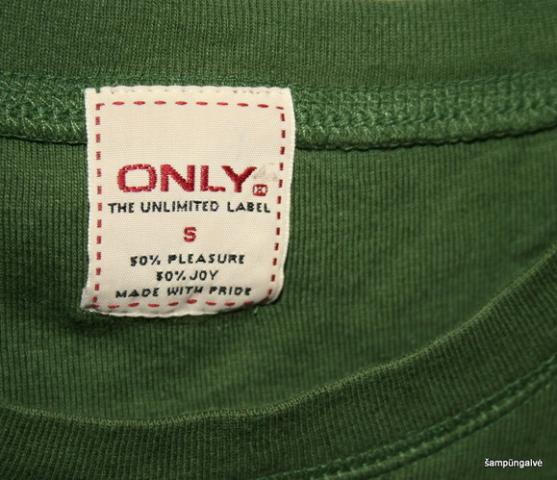 ONLY®
THE UNLIMITED LABEL
S
50% PLEASURE
50% JOY
MADE WITH PRIDE
šampūngalvė